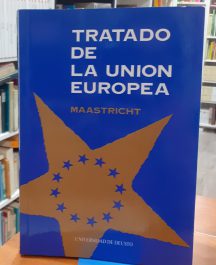 TRATADO
DE
LA UNION
EUROPEA
MAASTRICHT
UNIVERSIDAD DE DEUSTO